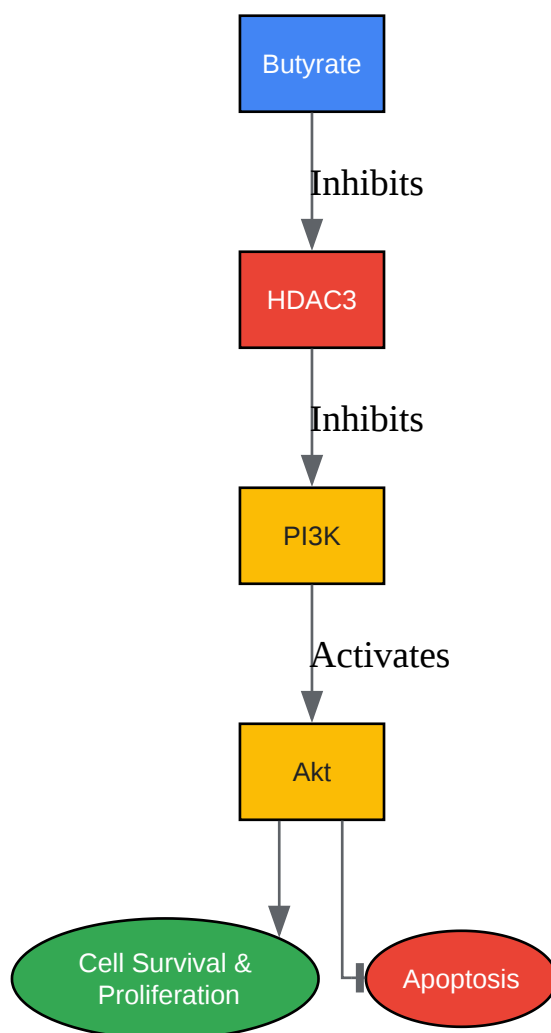 Butyrate
Inhibits
HDAC3
Inhibits
PI3K
Activates
Akt
Cell Survival &
Proliferation
Apoptosis